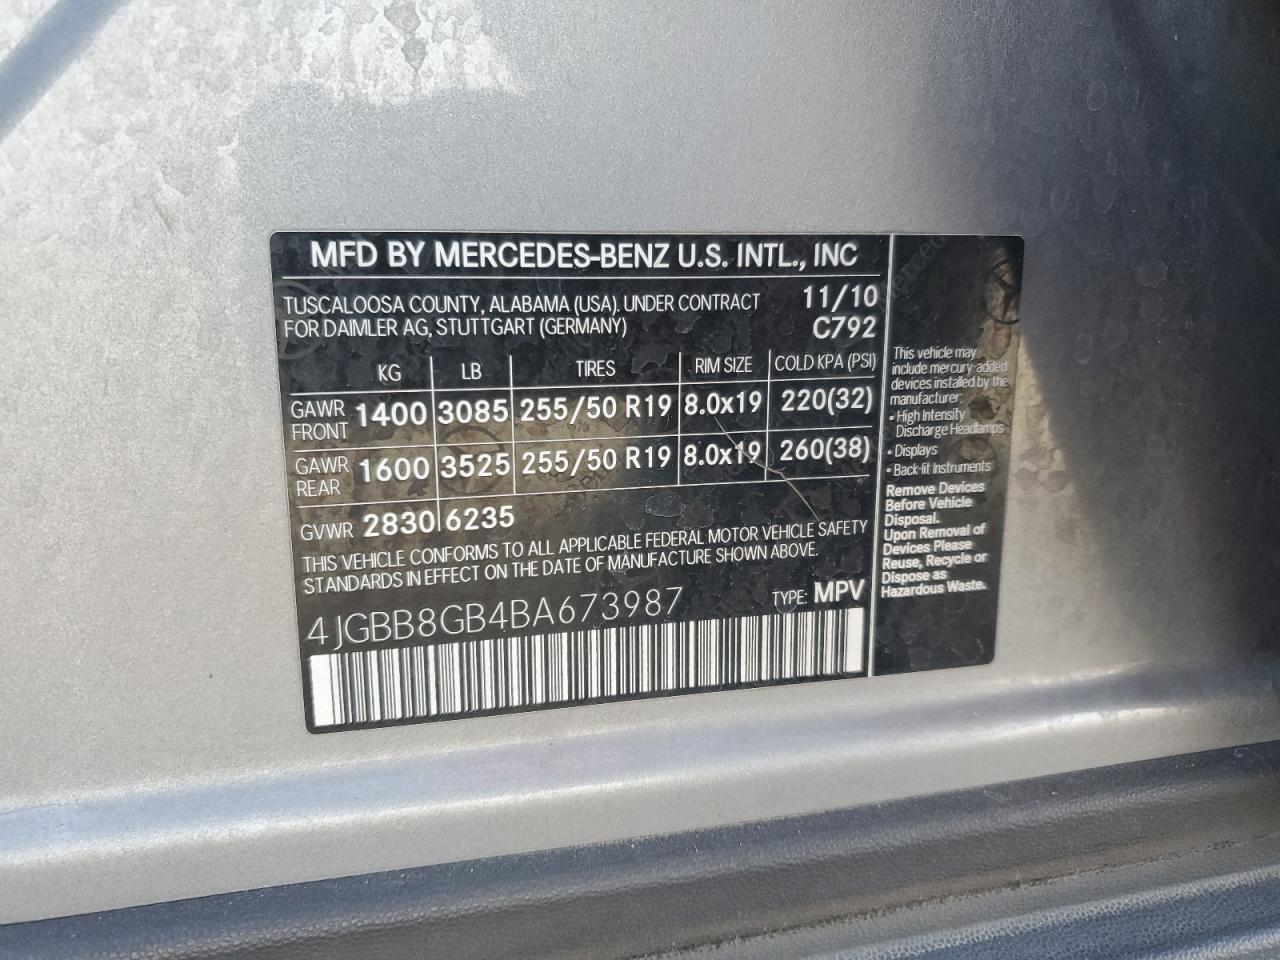 MFD BY MERCEDES-BENZ U.S. INTL., INC
TUSCALOOSA COUNTY, ALABAMA (USA). UNDER CONTRACT 11/10
FOR DAIMLER AG, STUTTGART (GERMANY) C792
KG LB TIRES RIM SIZE COLD KPA (PSI)
GAWR FRONT 1400 3085 255/50 R19 8.0x19 220(32)
GAWR REAR 1600 3525 255/50 R19 8.0x19 260(38)
GVWR 2830 6235
THIS VEHICLE CONFORMS TO ALL APPLICABLE FEDERAL MOTOR VEHICLE SAFETY
STANDARDS IN EFFECT ON THE DATE OF MANUFACTURE SHOWN ABOVE.
4JGBB8GB4BA673987 TYPE: MPV
This vehicle may
include mercury-added
devices installed by the
manufacturer:
• High Intensity
Discharge Headlamps
• Displays
• Back-lit Instruments
Remove Devices
Before Vehicle
Disposal.
Upon Removal of
Devices Please
Reuse, Recycle or
Dispose as
Hazardous Waste.